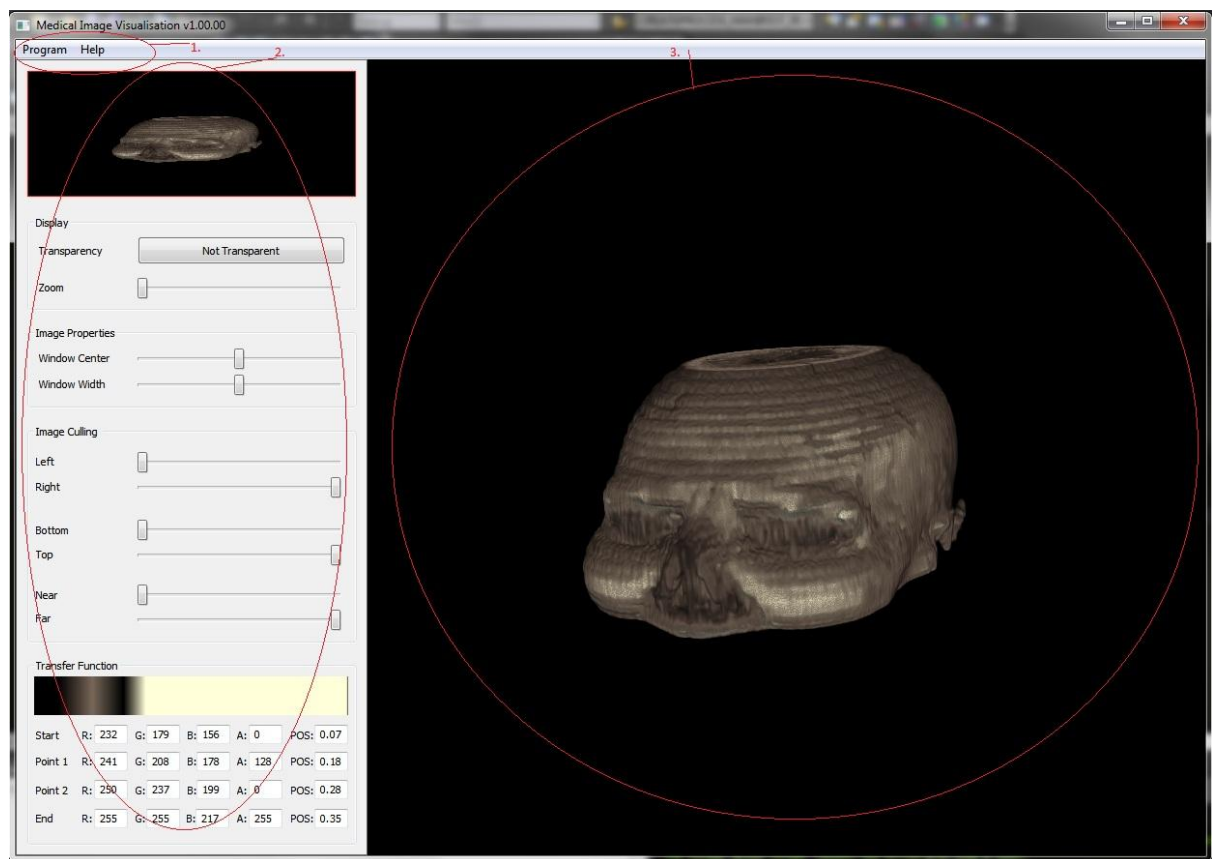 Medical Image Visualisation v1.00.00
Program Help 1. 2. 3.
Display
Transparency Not Transparent
Zoom
Image Properties
Window Center
Window Width
Image Culling
Left
Right
Bottom
Top
Near
Far
Transfer Function
Start R: 232 G: 179 B: 156 A: 0 POS: 0.07
Point 1 R: 241 G: 208 B: 178 A: 128 POS: 0.18
Point 2 R: 250 G: 237 B: 199 A: 0 POS: 0.28
End R: 255 G: 255 B: 217 A: 255 POS: 0.35